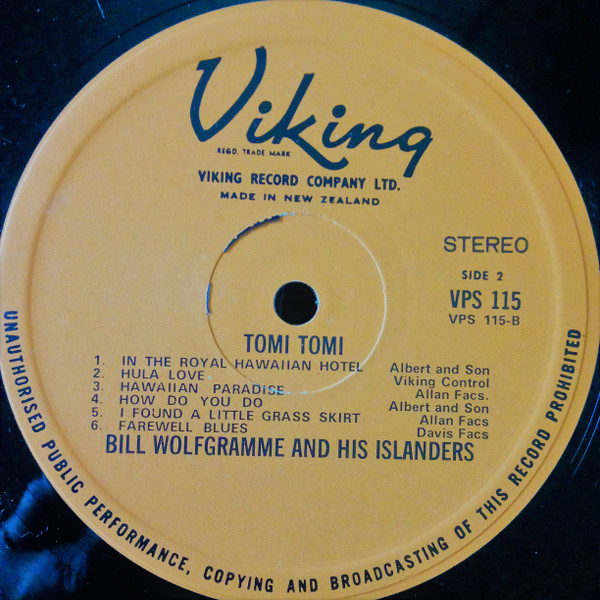 Viking
REGD. TRADE MARK
VIKING RECORD COMPANY LTD.
MADE IN NEW ZEALAND
STEREO
SIDE 2
VPS 115
VPS 115-B
TOMI TOMI
1. IN THE ROYAL HAWAIIAN HOTEL Albert and Son
2. HULA LOVE Viking Control
3. HAWAIIAN PARADISE Allan Facs.
4. HOW DO YOU DO Albert and Son
5. I FOUND A LITTLE GRASS SKIRT Allan Facs
6. FAREWELL BLUES Davis Facs
BILL WOLFGRAMME AND HIS ISLANDERS
UNAUTHORISED PUBLIC PERFORMANCE, COPYING AND BROADCASTING OF THIS RECORD PROHIBITED